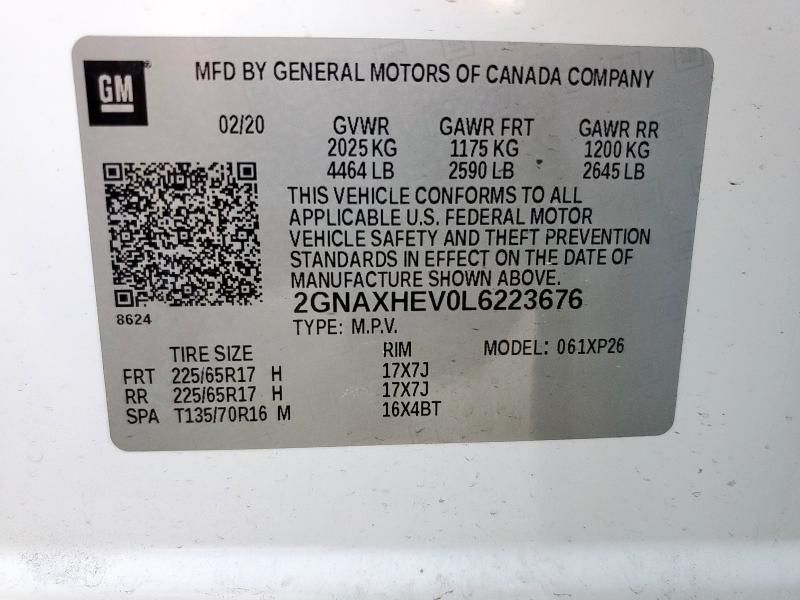 GM
MFD BY GENERAL MOTORS OF CANADA COMPANY
02/20 GVWR GAWR FRT GAWR RR
2025 KG 1175 KG 1200 KG
4464 LB 2590 LB 2645 LB
THIS VEHICLE CONFORMS TO ALL
APPLICABLE U.S. FEDERAL MOTOR
VEHICLE SAFETY AND THEFT PREVENTION
STANDARDS IN EFFECT ON THE DATE OF
MANUFACTURE SHOWN ABOVE.
2GNAXHEV0L6223676
8624
TYPE: M.P.V.
TIRE SIZE RIM MODEL: 061XP26
FRT 225/65R17 H 17X7J
RR 225/65R17 H 17X7J
SPA T135/70R16 M 16X4BT